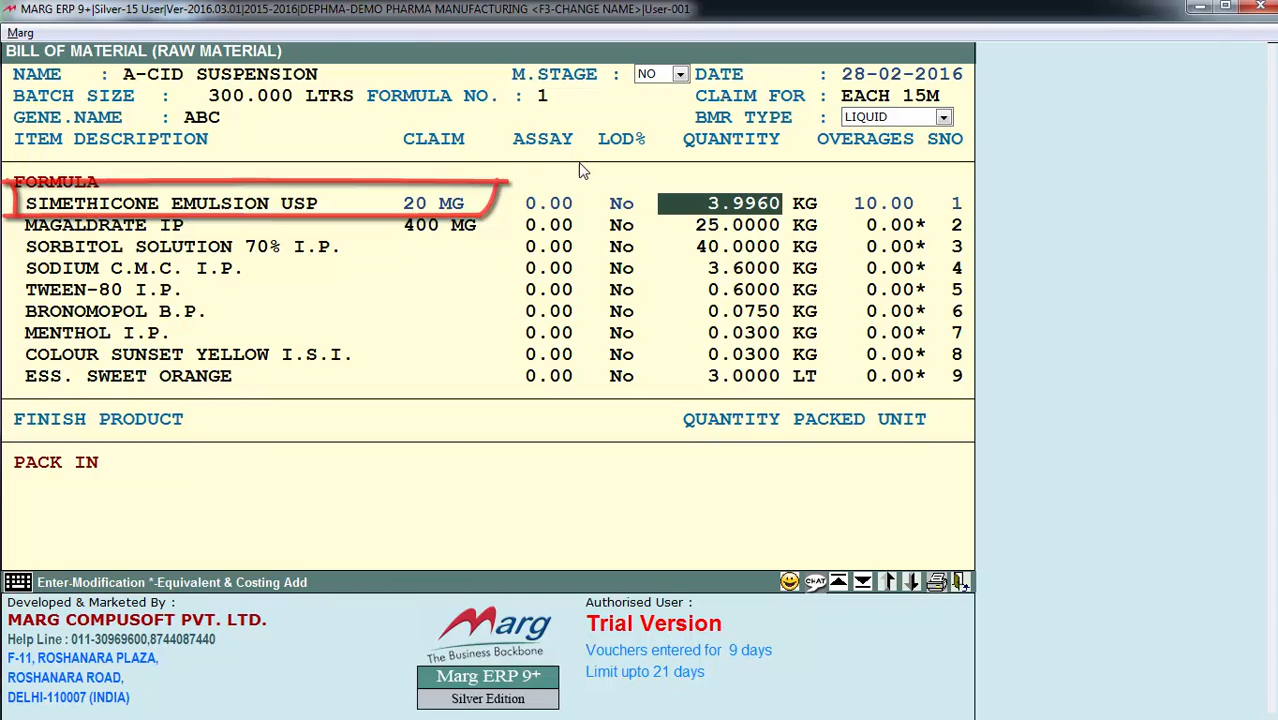 MARG ERP 9+|Silver-15 User|Ver-2016.03.01|2015-2016|DEPHMA-DEMO PHARMA MANUFACTURING <F3-CHANGE NAME>|User-001
Marg
BILL OF MATERIAL (RAW MATERIAL)
NAME : A-CID SUSPENSION M.STAGE : NO DATE : 28-02-2016
BATCH SIZE : 300.000 LTRS FORMULA NO. : 1 CLAIM FOR : EACH 15M
GENE.NAME : ABC BMR TYPE : LIQUID
ITEM DESCRIPTION CLAIM ASSAY LOD% QUANTITY OVERAGES SNO
FORMULA
SIMETHICONE EMULSION USP 20 MG 0.00 No 3.9960 KG 10.00 1
MAGALDRATE IP 400 MG 0.00 No 25.0000 KG 0.00* 2
SORBITOL SOLUTION 70% I.P. 0.00 No 40.0000 KG 0.00* 3
SODIUM C.M.C. I.P. 0.00 No 3.6000 KG 0.00* 4
TWEEN-80 I.P. 0.00 No 0.6000 KG 0.00* 5
BRONOMOPOL B.P. 0.00 No 0.0750 KG 0.00* 6
MENTHOL I.P. 0.00 No 0.0300 KG 0.00* 7
COLOUR SUNSET YELLOW I.S.I. 0.00 No 0.0300 KG 0.00* 8
ESS. SWEET ORANGE 0.00 No 3.0000 LT 0.00* 9
FINISH PRODUCT QUANTITY PACKED UNIT
PACK IN
Enter-Modification *-Equivalent & Costing Add CHAT
Developed & Marketed By :
MARG COMPUSOFT PVT. LTD.
Help Line : 011-30969600,8744087440
F-11, ROSHANARA PLAZA,
ROSHANARA ROAD,
DELHI-110007 (INDIA)
Marg
The Business Backbone
Marg ERP 9+
Silver Edition
Authorised User :
Trial Version
Vouchers entered for 9 days
Limit upto 21 days